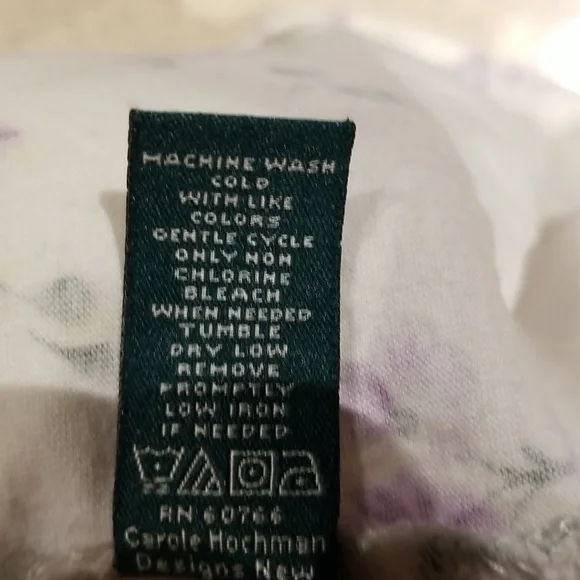 MACHINE WASH
COLD
WITH LIKE
COLORS
GENTLE CYCLE
ONLY NON
CHLORINE
BLEACH
WHEN NEEDED
TUMBLE
DRY LOW
REMOVE
PROMPTLY
LOW IRON
IF NEEDED
RN 60766
Carole Hochman
Designs New